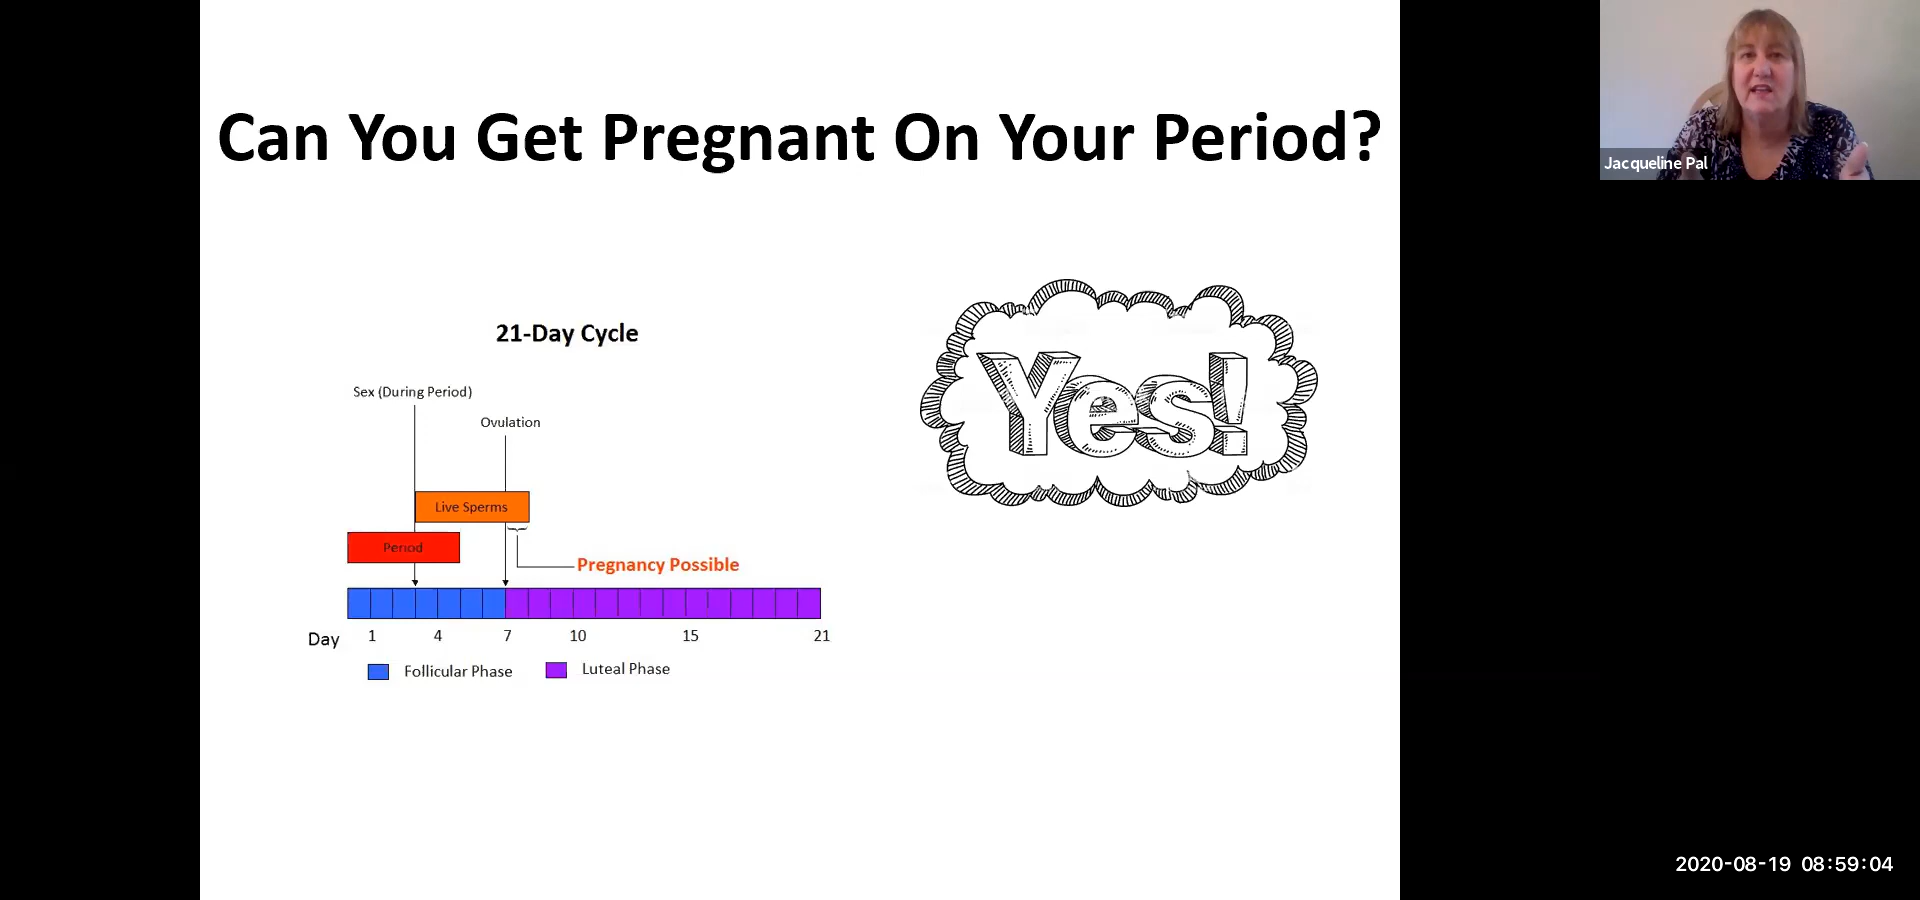 Can You Get Pregnant On Your Period?
Jacqueline Pal
21-Day Cycle
Yes!
Sex (During Period)
Ovulation
Live Sperms
Period
Pregnancy Possible
Day 1 4 7 10 15 21
Follicular Phase Luteal Phase
2020-08-19 08:59:04